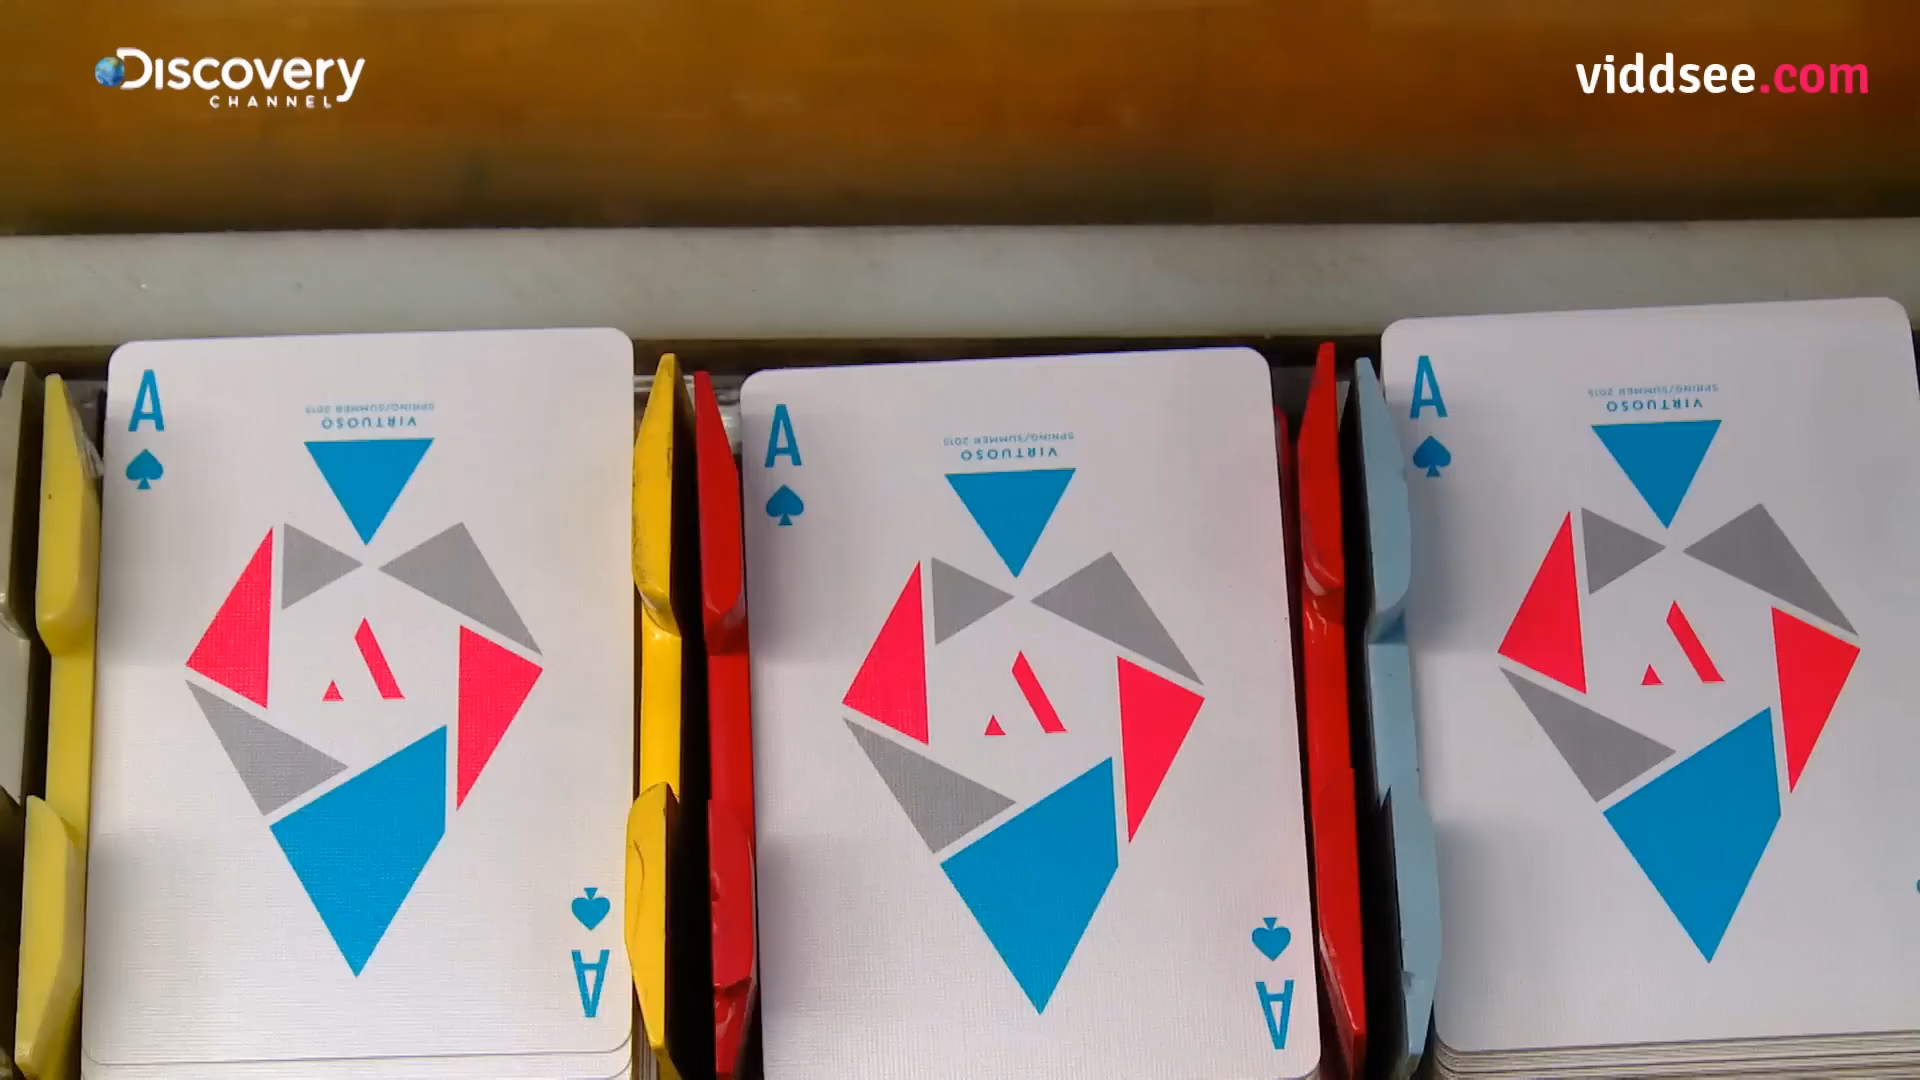 Discovery
CHANNEL
viddsee.com
A
SPRING/SUMMER 2015
VIRTUOSO
A
A
SPRING/SUMMER 2015
VIRTUOSO
A
A
SPRING/SUMMER 2015
VIRTUOSO